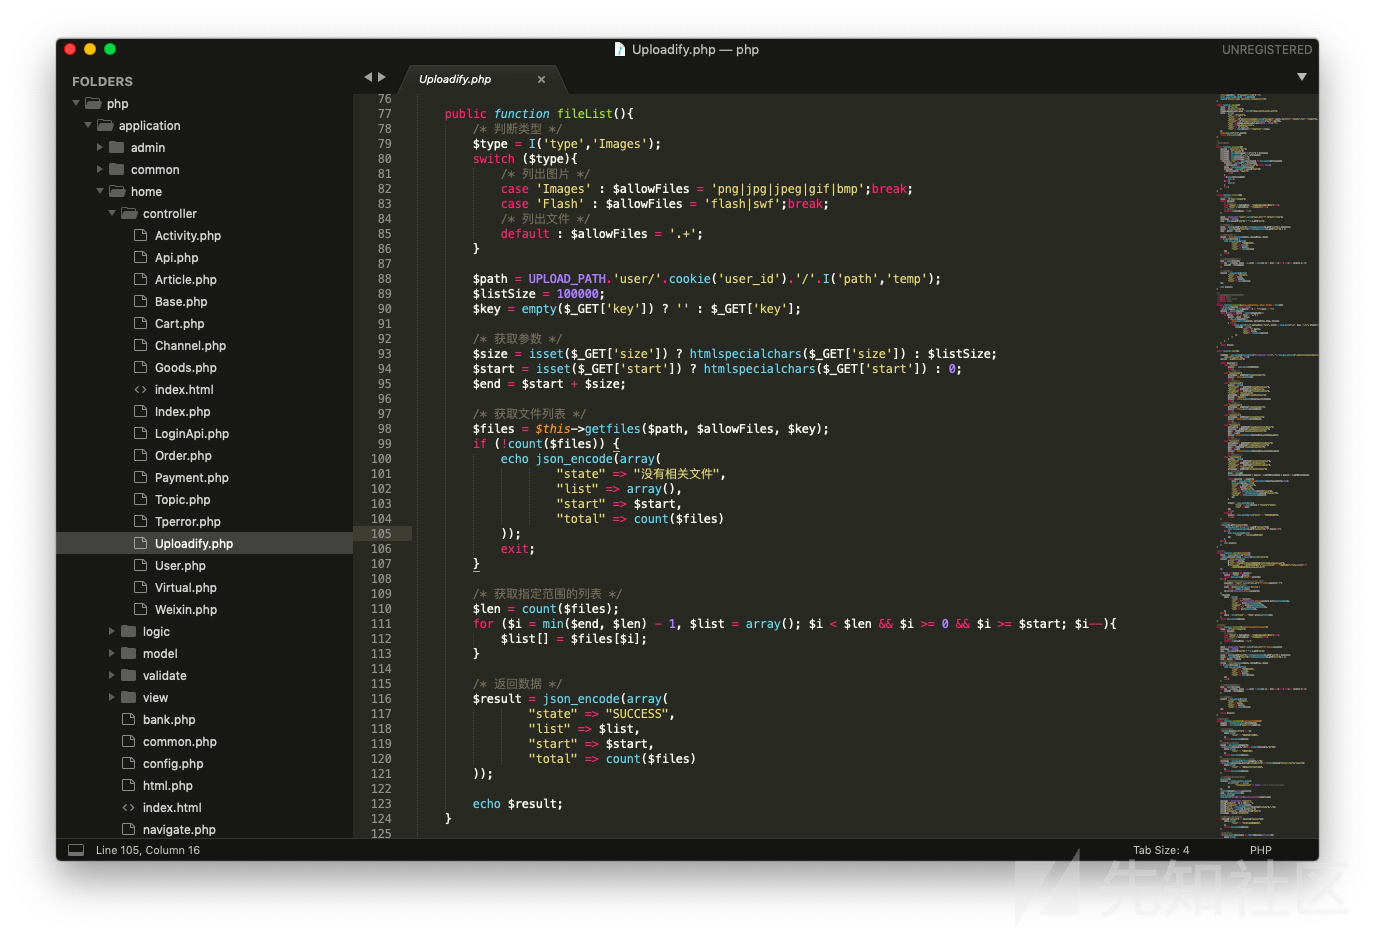 Uploadify.php — php
UNREGISTERED
FOLDERS
php
application
admin
common
home
controller
Activity.php
Api.php
Article.php
Base.php
Cart.php
Channel.php
Goods.php
index.html
Index.php
LoginApi.php
Order.php
Payment.php
Topic.php
Tperror.php
Uploadify.php
User.php
Virtual.php
Weixin.php
logic
model
validate
view
bank.php
common.php
config.php
html.php
index.html
navigate.php
Uploadify.php
76
77 public function fileList(){
78 /* 判断类型 */
79 $type = I('type','Images');
80 switch ($type){
81 /* 列出图片 */
82 case 'Images' : $allowFiles = 'png|jpg|jpeg|gif|bmp';break;
83 case 'Flash' : $allowFiles = 'flash|swf';break;
84 /* 列出文件 */
85 default : $allowFiles = '.+';
86 }
87
88 $path = UPLOAD_PATH.'user/'.cookie('user_id').'/'.I('path','temp');
89 $listSize = 100000;
90 $key = empty($_GET['key']) ? '' : $_GET['key'];
91
92 /* 获取参数 */
93 $size = isset($_GET['size']) ? htmlspecialchars($_GET['size']) : $listSize;
94 $start = isset($_GET['start']) ? htmlspecialchars($_GET['start']) : 0;
95 $end = $start + $size;
96
97 /* 获取文件列表 */
98 $files = $this->getfiles($path, $allowFiles, $key);
99 if (!count($files)) {
100 echo json_encode(array(
101 "state" => "没有相关文件",
102 "list" => array(),
103 "start" => $start,
104 "total" => count($files)
105 ));
106 exit;
107 }
108
109 /* 获取指定范围的列表 */
110 $len = count($files);
111 for ($i = min($end, $len) - 1, $list = array(); $i < $len && $i >= 0 && $i >= $start; $i--){
112 $list[] = $files[$i];
113 }
114
115 /* 返回数据 */
116 $result = json_encode(array(
117 "state" => "SUCCESS",
118 "list" => $list,
119 "start" => $start,
120 "total" => count($files)
121 ));
122
123 echo $result;
124 }
125
Line 105, Column 16
Tab Size: 4
PHP
先知社区